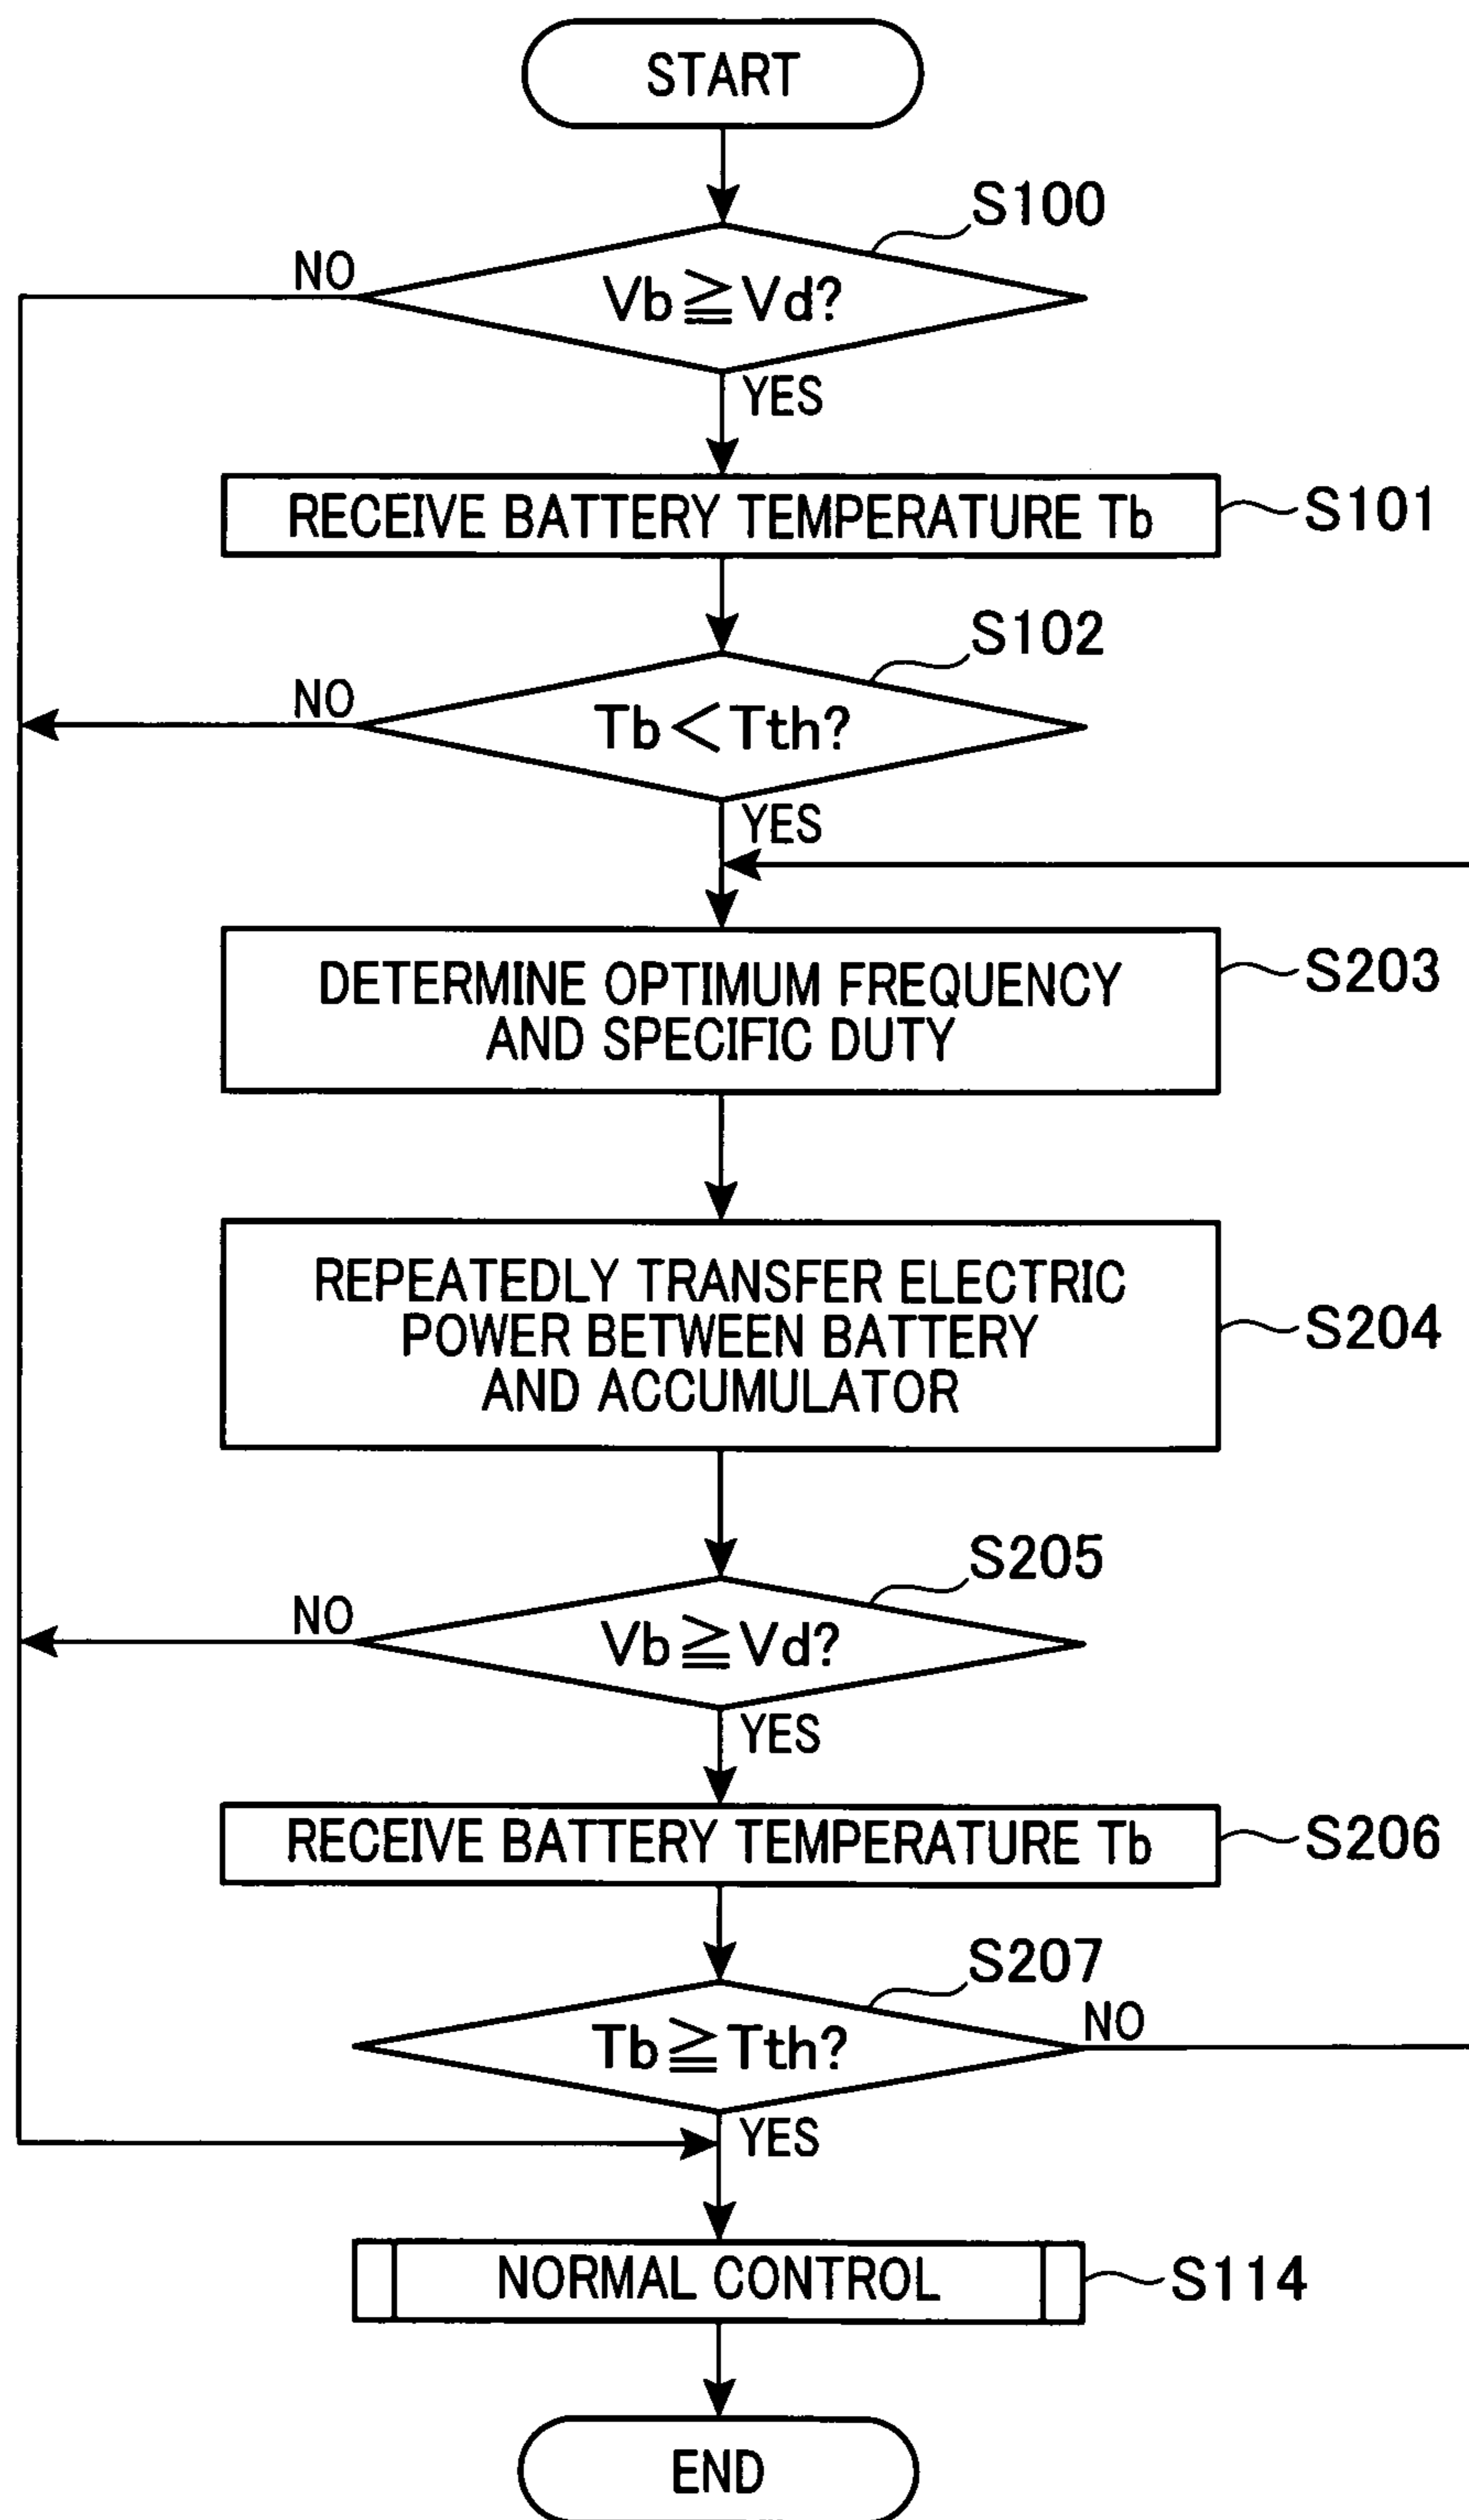 START
S100
NO
Vb≧Vd?
YES
RECEIVE BATTERY TEMPERATURE Tb
S101
S102
NO
Tb<Tth?
YES
DETERMINE OPTIMUM FREQUENCY
AND SPECIFIC DUTY
S203
REPEATEDLY TRANSFER ELECTRIC
POWER BETWEEN BATTERY
AND ACCUMULATOR
S204
S205
NO
Vb≧Vd?
YES
RECEIVE BATTERY TEMPERATURE Tb
S206
S207
Tb≧Tth?
NO
YES
NORMAL CONTROL
S114
END